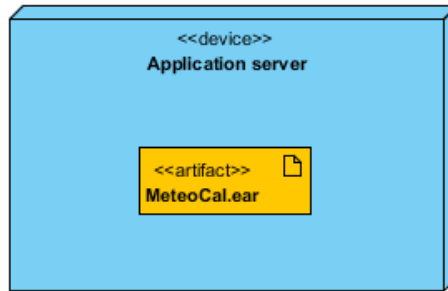 <<device>>
Application server
<<artifact>>
MeteoCal.ear